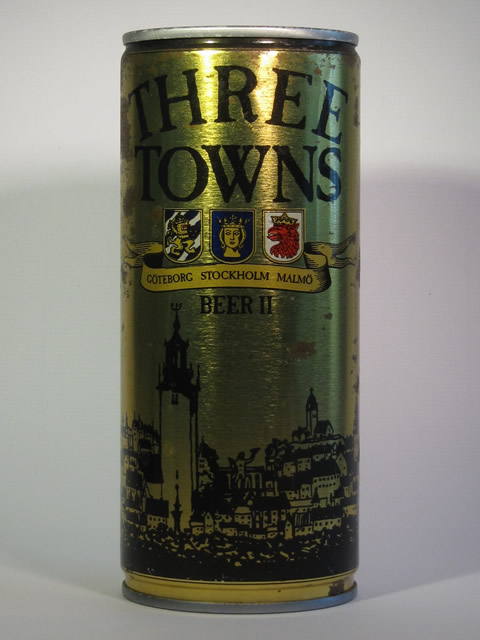 THREE
TOWNS
GÖTEBORG STOCKHOLM MALMÖ
BEER II